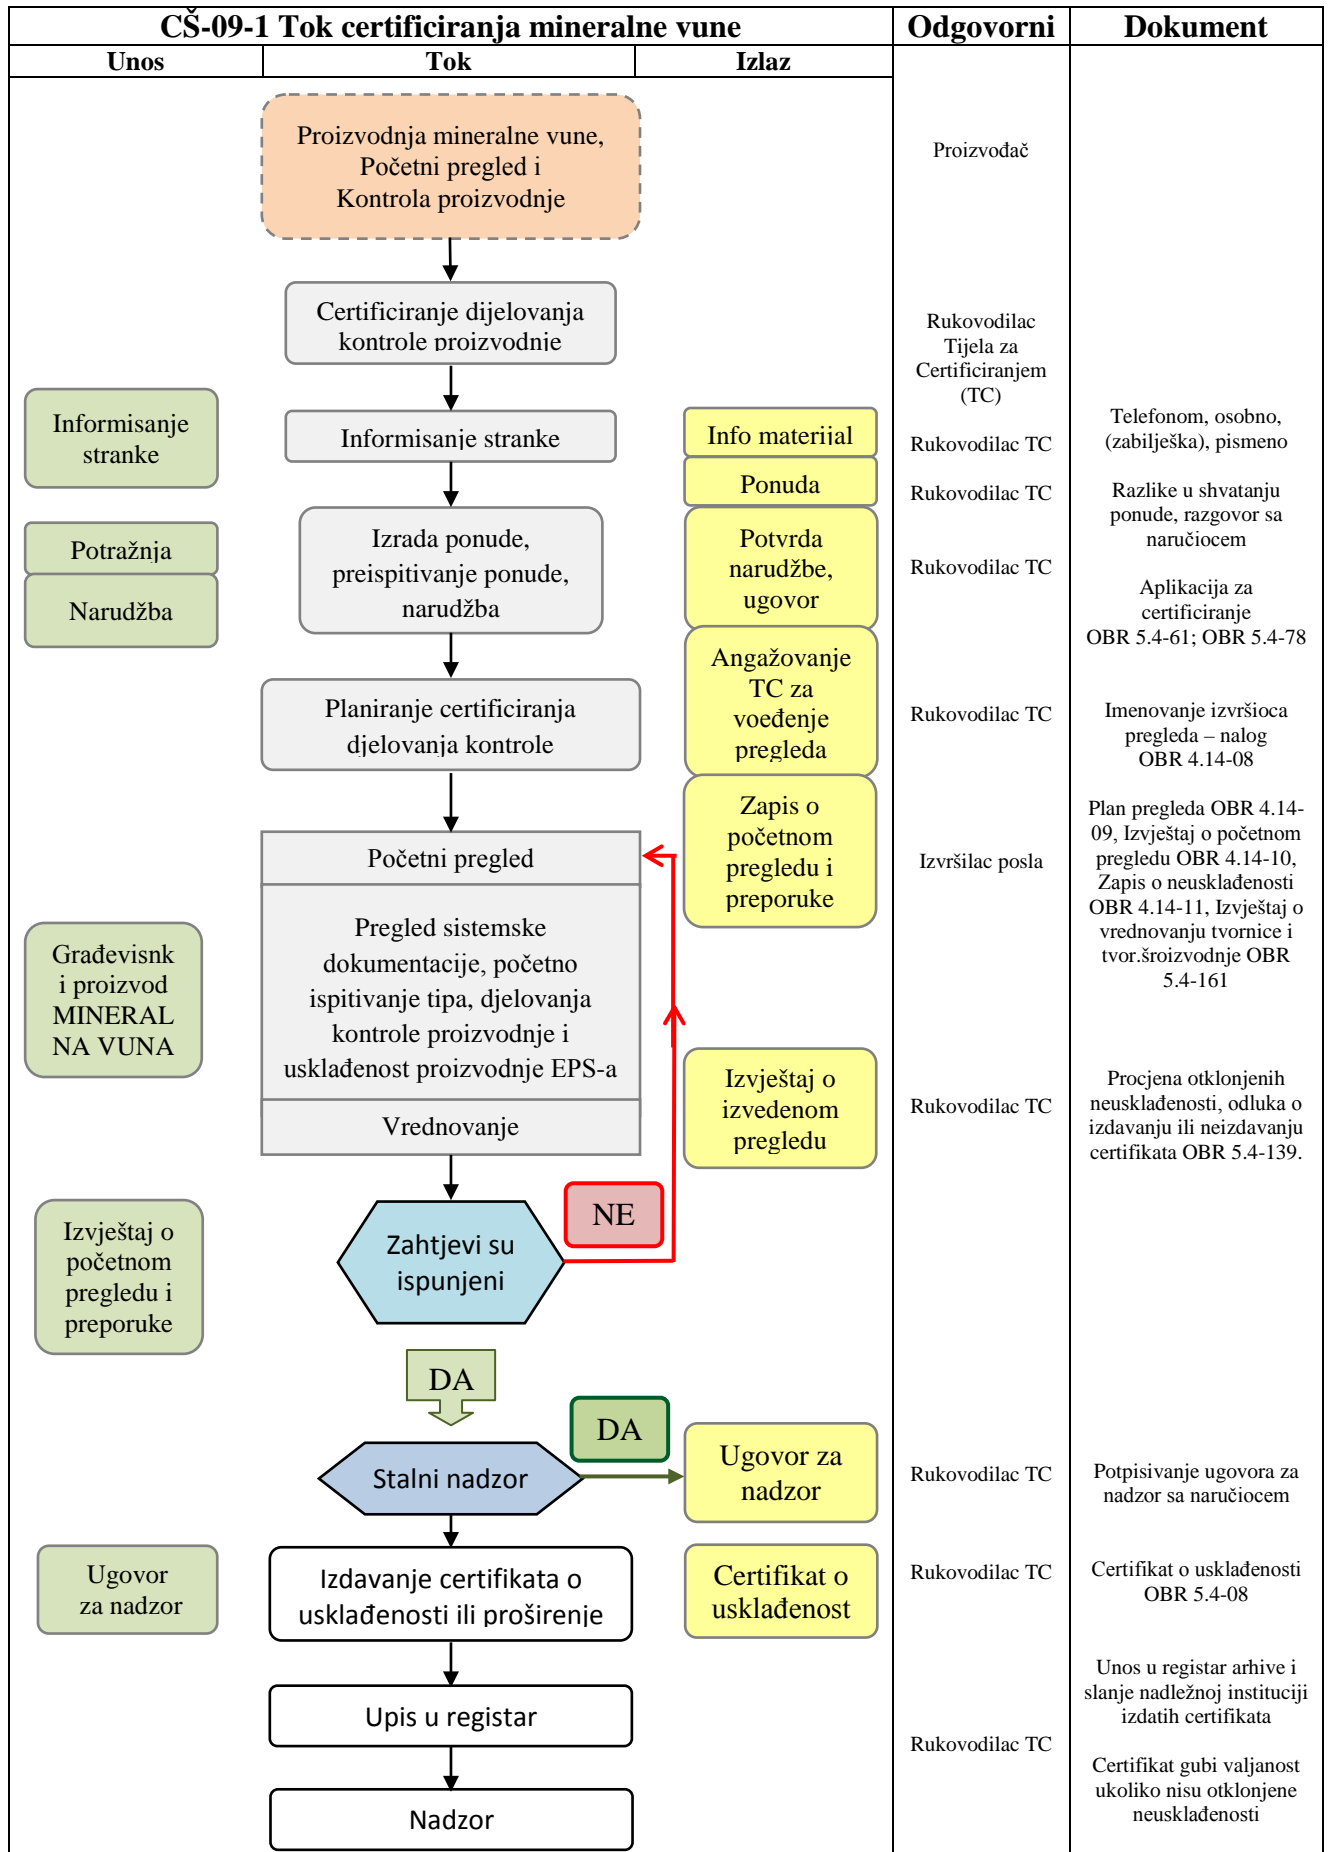 CŠ-09-1 Tok certificiranja mineralne vune
Odgovorni
Dokument
Unos
Tok
Izlaz
Proizvodnja mineralne vune,
Početni pregled i
Kontrola proizvodnje
Proizvođač
Certificiranje dijelovanja
kontrole proizvodnje
Rukovodilac
Tijela za
Certificiranjem
(TC)
Informisanje
stranke
Informisanje stranke
Info materijal
Rukovodilac TC
Telefonom, osobno,
(zabilješka), pismeno
Ponuda
Rukovodilac TC
Razlike u shvatanju
ponude, razgovor sa
naručiocem
Potražnja
Narudžba
Izrada ponude,
preispitivanje ponude,
narudžba
Potvrda
narudžbe,
ugovor
Rukovodilac TC
Aplikacija za
certificiranje
OBR 5.4-61; OBR 5.4-78
Planiranje certificiranja
djelovanja kontrole
Angažovanje
TC za
voeđenje
pregleda
Rukovodilac TC
Imenovanje izvršioca
pregleda – nalog
OBR 4.14-08
Početni pregled
Zapis o
početnom
pregledu i
preporuke
Izvršilac posla
Plan pregleda OBR 4.14-
09, Izvještaj o početnom
pregledu OBR 4.14-10,
Zapis o neusklađenosti
OBR 4.14-11, Izvještaj o
vrednovanju tvornice i
tvor.šroizvodnje OBR
5.4-161
Građevisnk
i proizvod
MINERAL
NA VUNA
Pregled sistemske
dokumentacije, početno
ispitivanje tipa, djelovanja
kontrole proizvodnje i
usklađenost proizvodnje EPS-a
Vrednovanje
Izvještaj o
izvedenom
pregledu
Rukovodilac TC
Procjena otklonjenih
neusklađenosti, odluka o
izdavanju ili neizdavanju
certifikata OBR 5.4-139.
Izvještaj o
početnom
pregledu i
preporuke
Zahtjevi su
ispunjeni
NE
DA
DA
Stalni nadzor
Ugovor za
nadzor
Rukovodilac TC
Potpisivanje ugovora za
nadzor sa naručiocem
Ugovor
za nadzor
Izdavanje certifikata o
usklađenosti ili proširenje
Certifikat o
usklađenost
Rukovodilac TC
Certifikat o usklađenosti
OBR 5.4-08
Upis u registar
Unos u registar arhive i
slanje nadležnoj instituciji
izdatih certifikata
Rukovodilac TC
Nadzor
Certifikat gubi valjanost
ukoliko nisu otklonjene
neusklađenosti